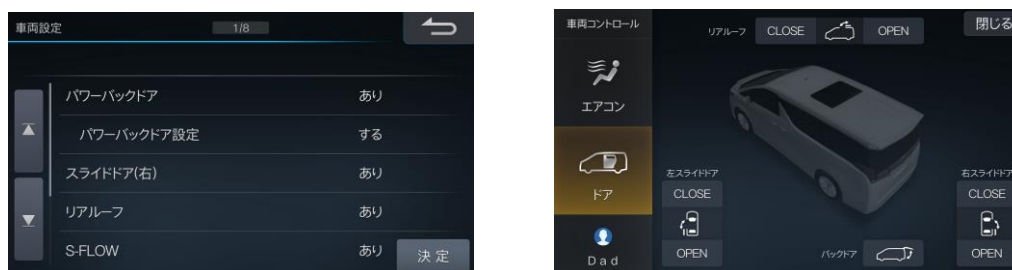 車両設定
1/8
パワーバックドア あり
パワーバックドア設定 する
スライドドア(右) あり
リアルーフ あり
S-FLOW あり
決定
車両コントロール
エアコン
ドア
Dad
リアルーフ CLOSE OPEN
閉じる
左スライドドア
CLOSE
OPEN
バックドア
右スライドドア
CLOSE
OPEN